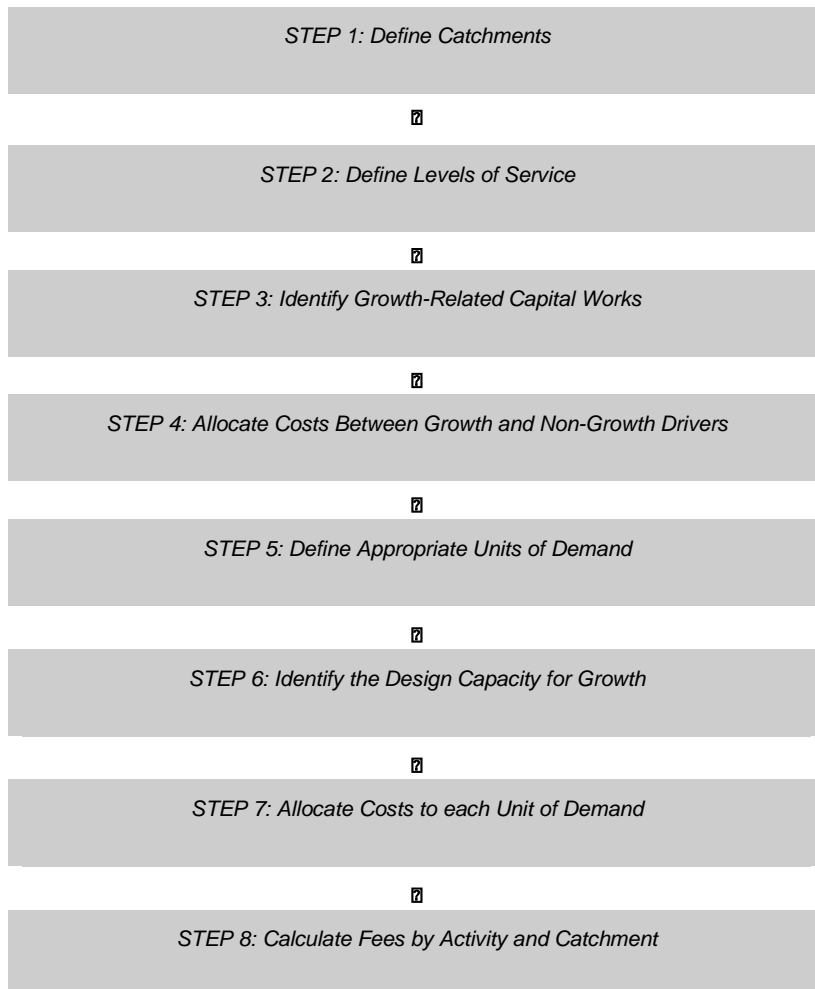 STEP 1: Define Catchments
STEP 2: Define Levels of Service
STEP 3: Identify Growth-Related Capital Works
STEP 4: Allocate Costs Between Growth and Non-Growth Drivers
STEP 5: Define Appropriate Units of Demand
STEP 6: Identify the Design Capacity for Growth
STEP 7: Allocate Costs to each Unit of Demand
STEP 8: Calculate Fees by Activity and Catchment